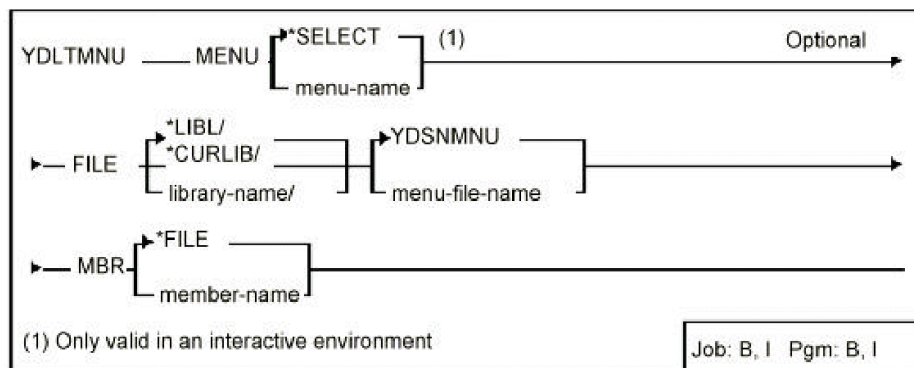 *SELECT (1) Optional
YDLTMNU MENU
menu-name
*LIBL/
YDSNMNU
*CURLIB/
FILE
library-name/ menu-file-name
*FILE
MBR
member-name
(1) Only valid in an interactive environment
Job: B, I Pgm: B, I